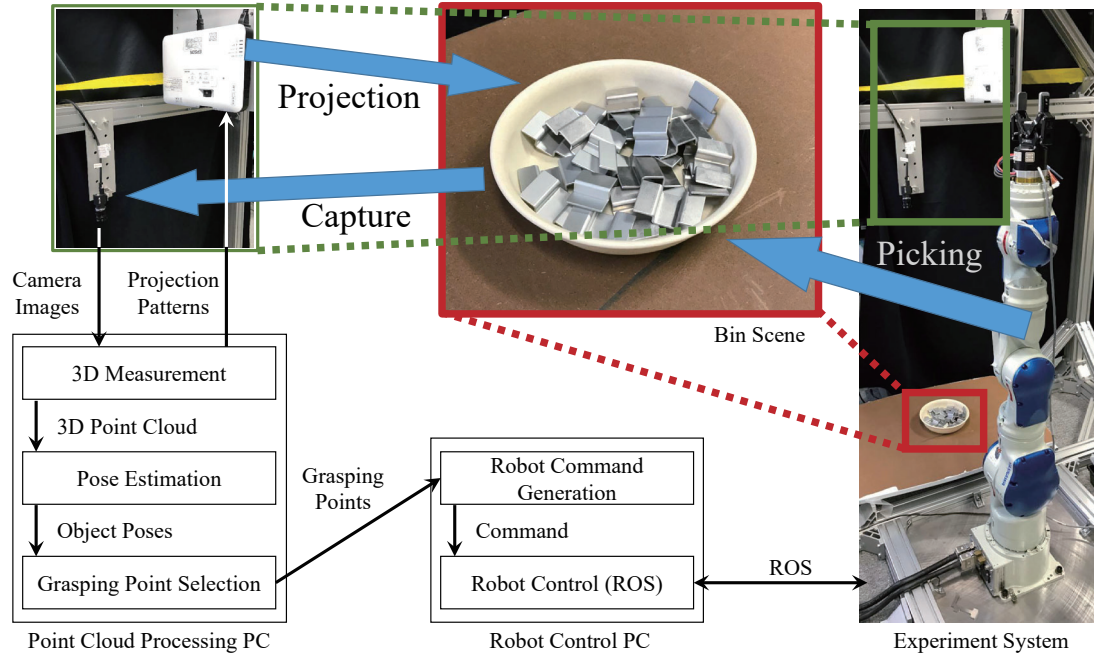 Projection
Capture
Picking
Camera
Images
Projection
Patterns
Bin Scene
3D Measurement
3D Point Cloud
Pose Estimation
Object Poses
Grasping Point Selection
Grasping
Points
Robot Command
Generation
Command
Robot Control (ROS)
ROS
Point Cloud Processing PC
Robot Control PC
Experiment System